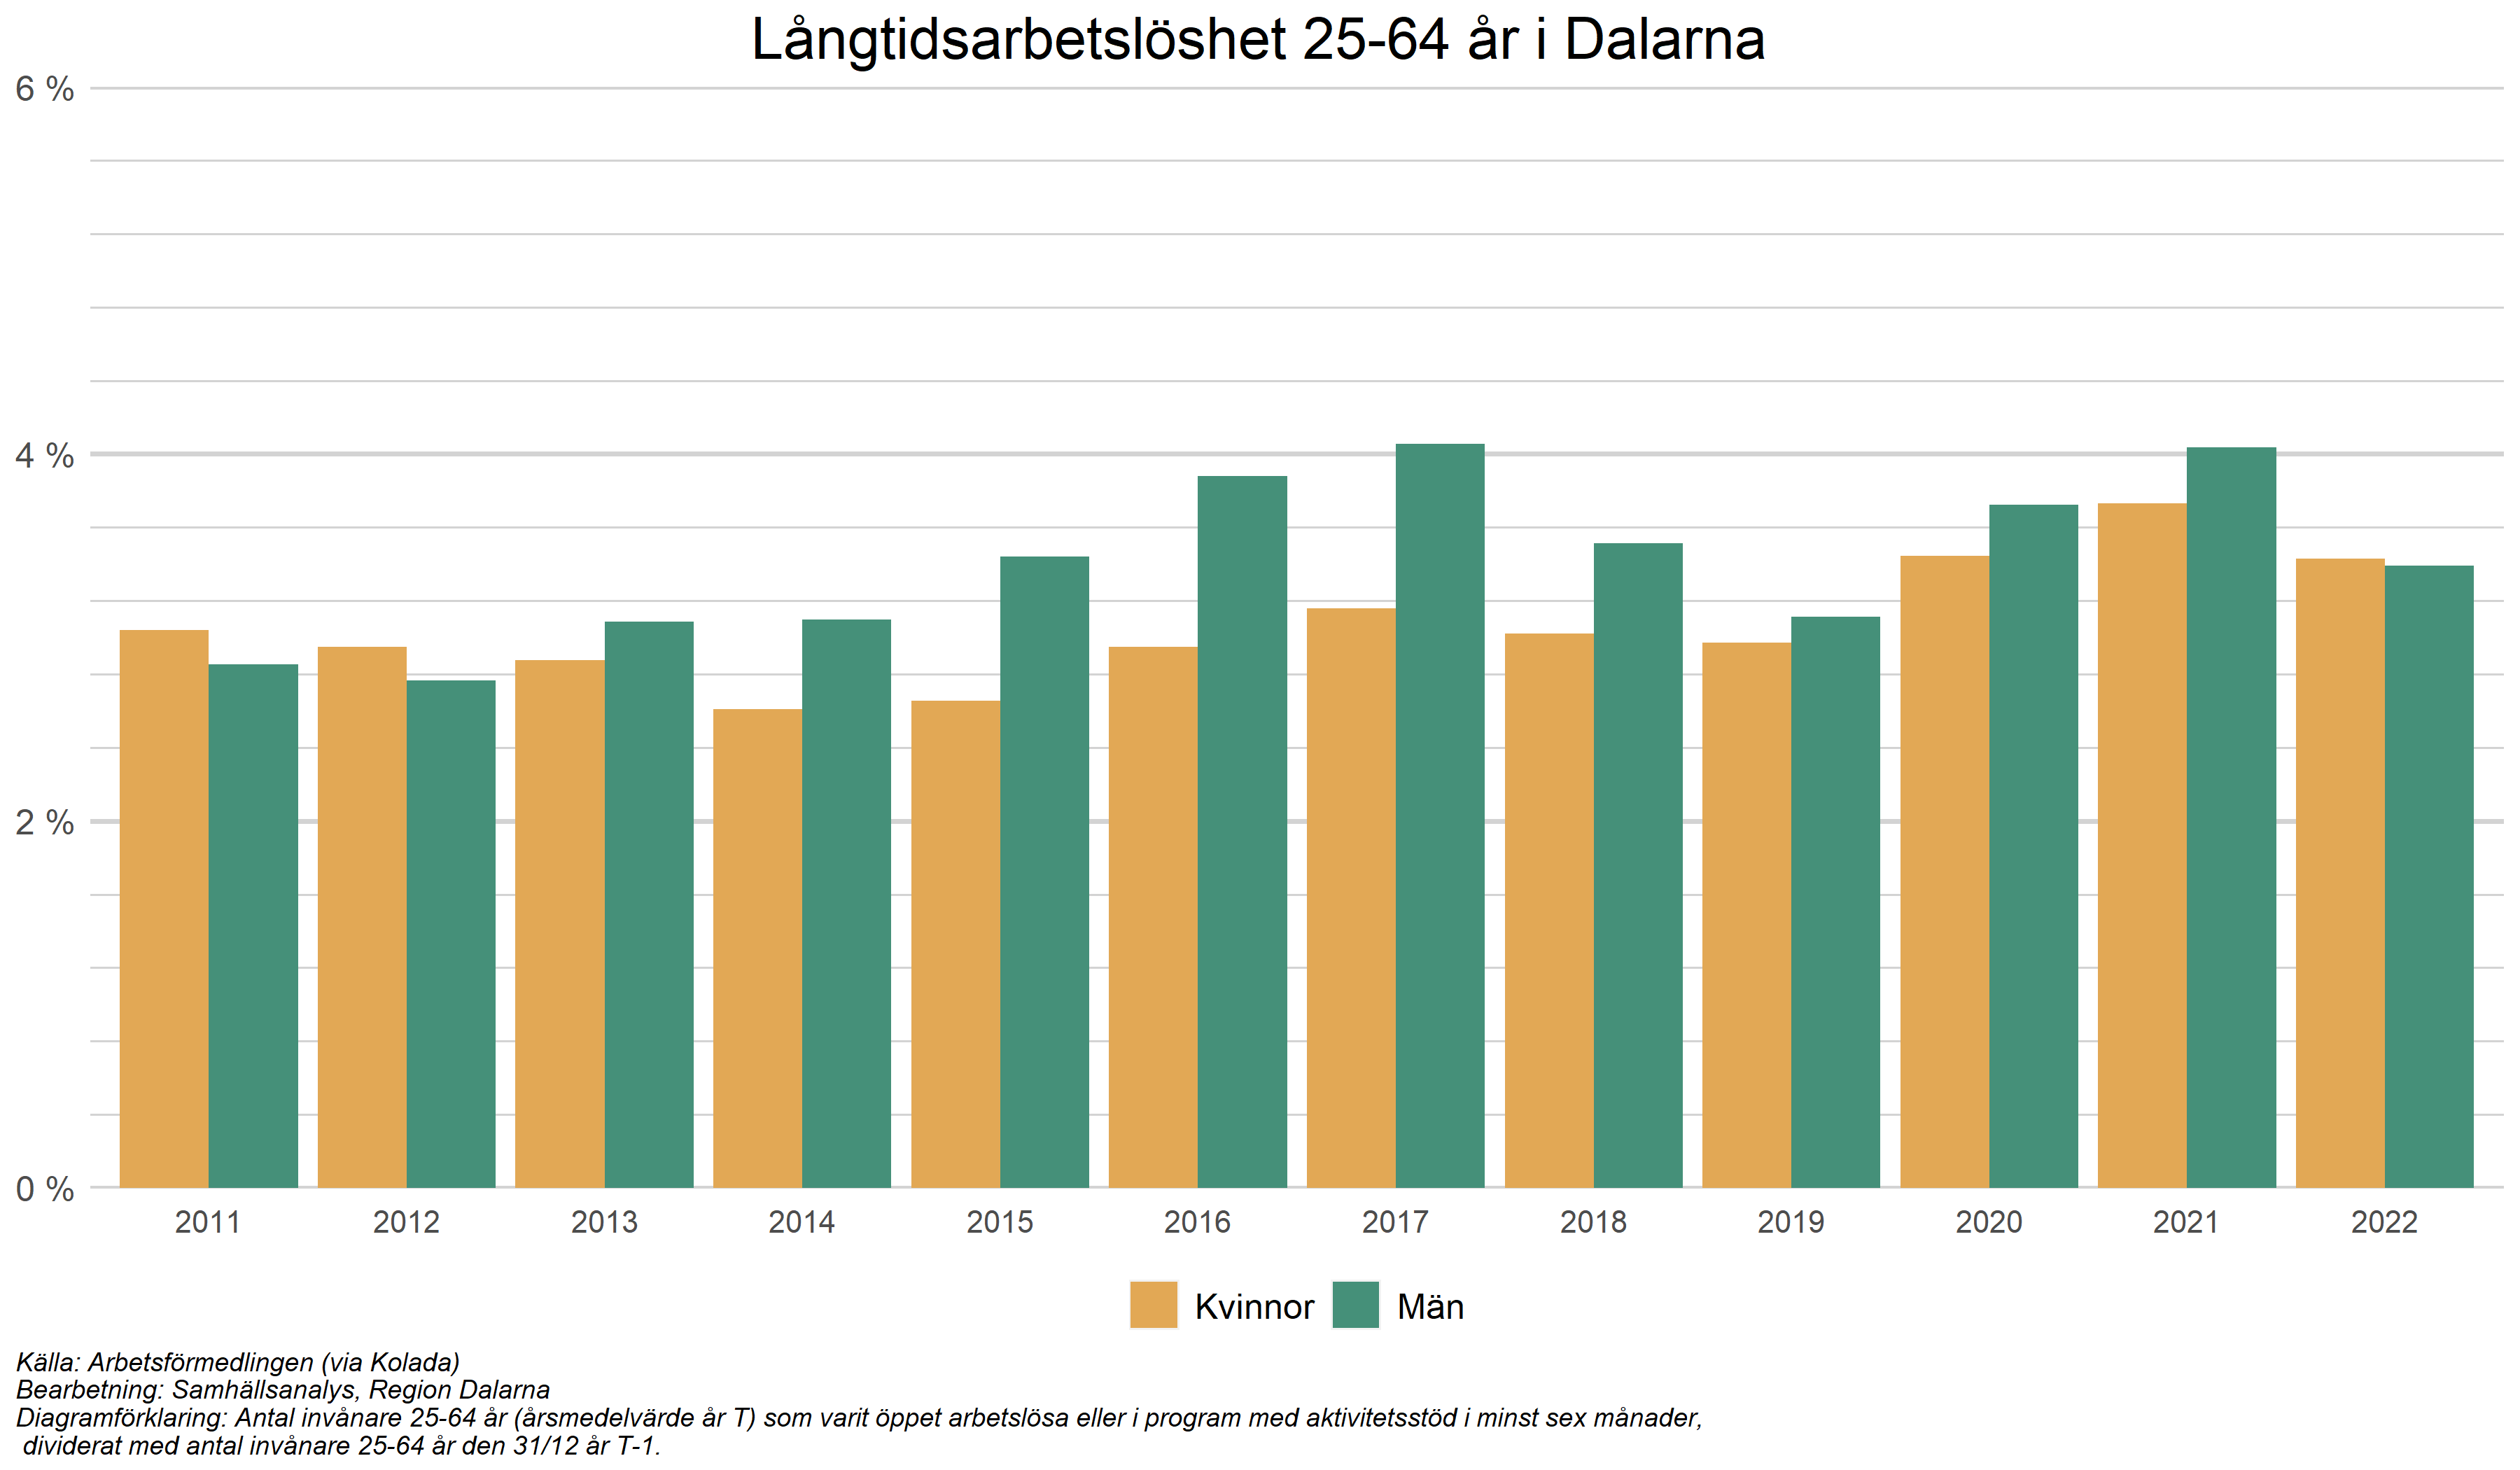 Långtidsarbetslöshet 25-64 år i Dalarna
6 %
4 %
2 %
0 %
2011 2012 2013 2014 2015 2016 2017 2018 2019 2020 2021 2022
Kvinnor Män
Källa: Arbetsförmedlingen (via Kolada)
Bearbetning: Samhällsanalys, Region Dalarna
Diagramförklaring: Antal invånare 25-64 år (årsmedelvärde år T) som varit öppet arbetslösa eller i program med aktivitetsstöd i minst sex månader,
dividerat med antal invånare 25-64 år den 31/12 år T-1.